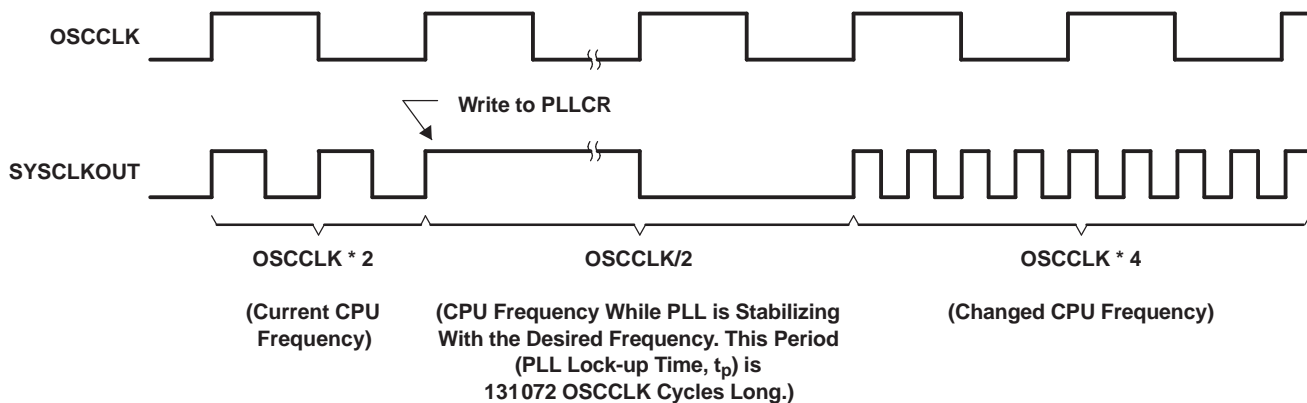 OSCCLK
Write to PLLCR
SYSCLKOUT
OSCCLK * 2
OSCCLK/2
OSCCLK * 4
(Current CPU
Frequency)
(CPU Frequency While PLL is Stabilizing
With the Desired Frequency. This Period
(PLL Lock-up Time, tp) is
131072 OSCCLK Cycles Long.)
(Changed CPU Frequency)